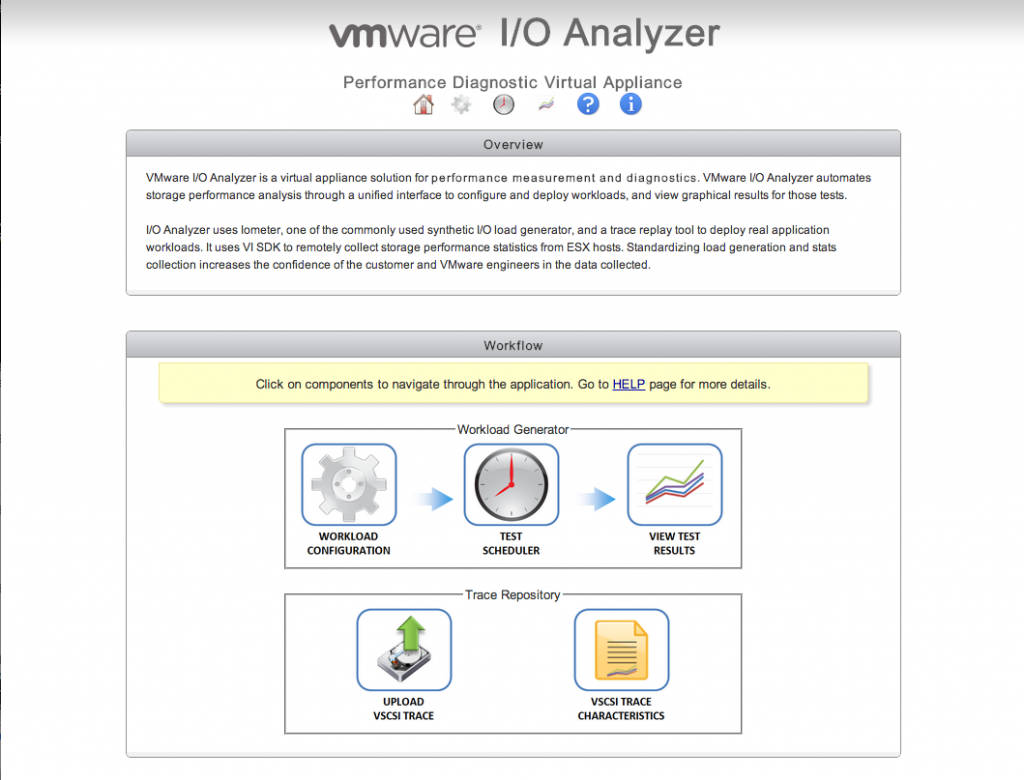 vmware® I/O Analyzer
Performance Diagnostic Virtual Appliance
Overview
VMware I/O Analyzer is a virtual appliance solution for performance measurement and diagnostics. VMware I/O Analyzer automates
storage performance analysis through a unified interface to configure and deploy workloads, and view graphical results for those tests.
I/O Analyzer uses Iometer, one of the commonly used synthetic I/O load generator, and a trace replay tool to deploy real application
workloads. It uses VI SDK to remotely collect storage performance statistics from ESX hosts. Standardizing load generation and stats
collection increases the confidence of the customer and VMware engineers in the data collected.
Workflow
Click on components to navigate through the application. Go to HELP page for more details.
Workload Generator
WORKLOAD
CONFIGURATION
TEST
SCHEDULER
VIEW TEST
RESULTS
Trace Repository
UPLOAD
VSCSI TRACE
VSCSI TRACE
CHARACTERISTICS